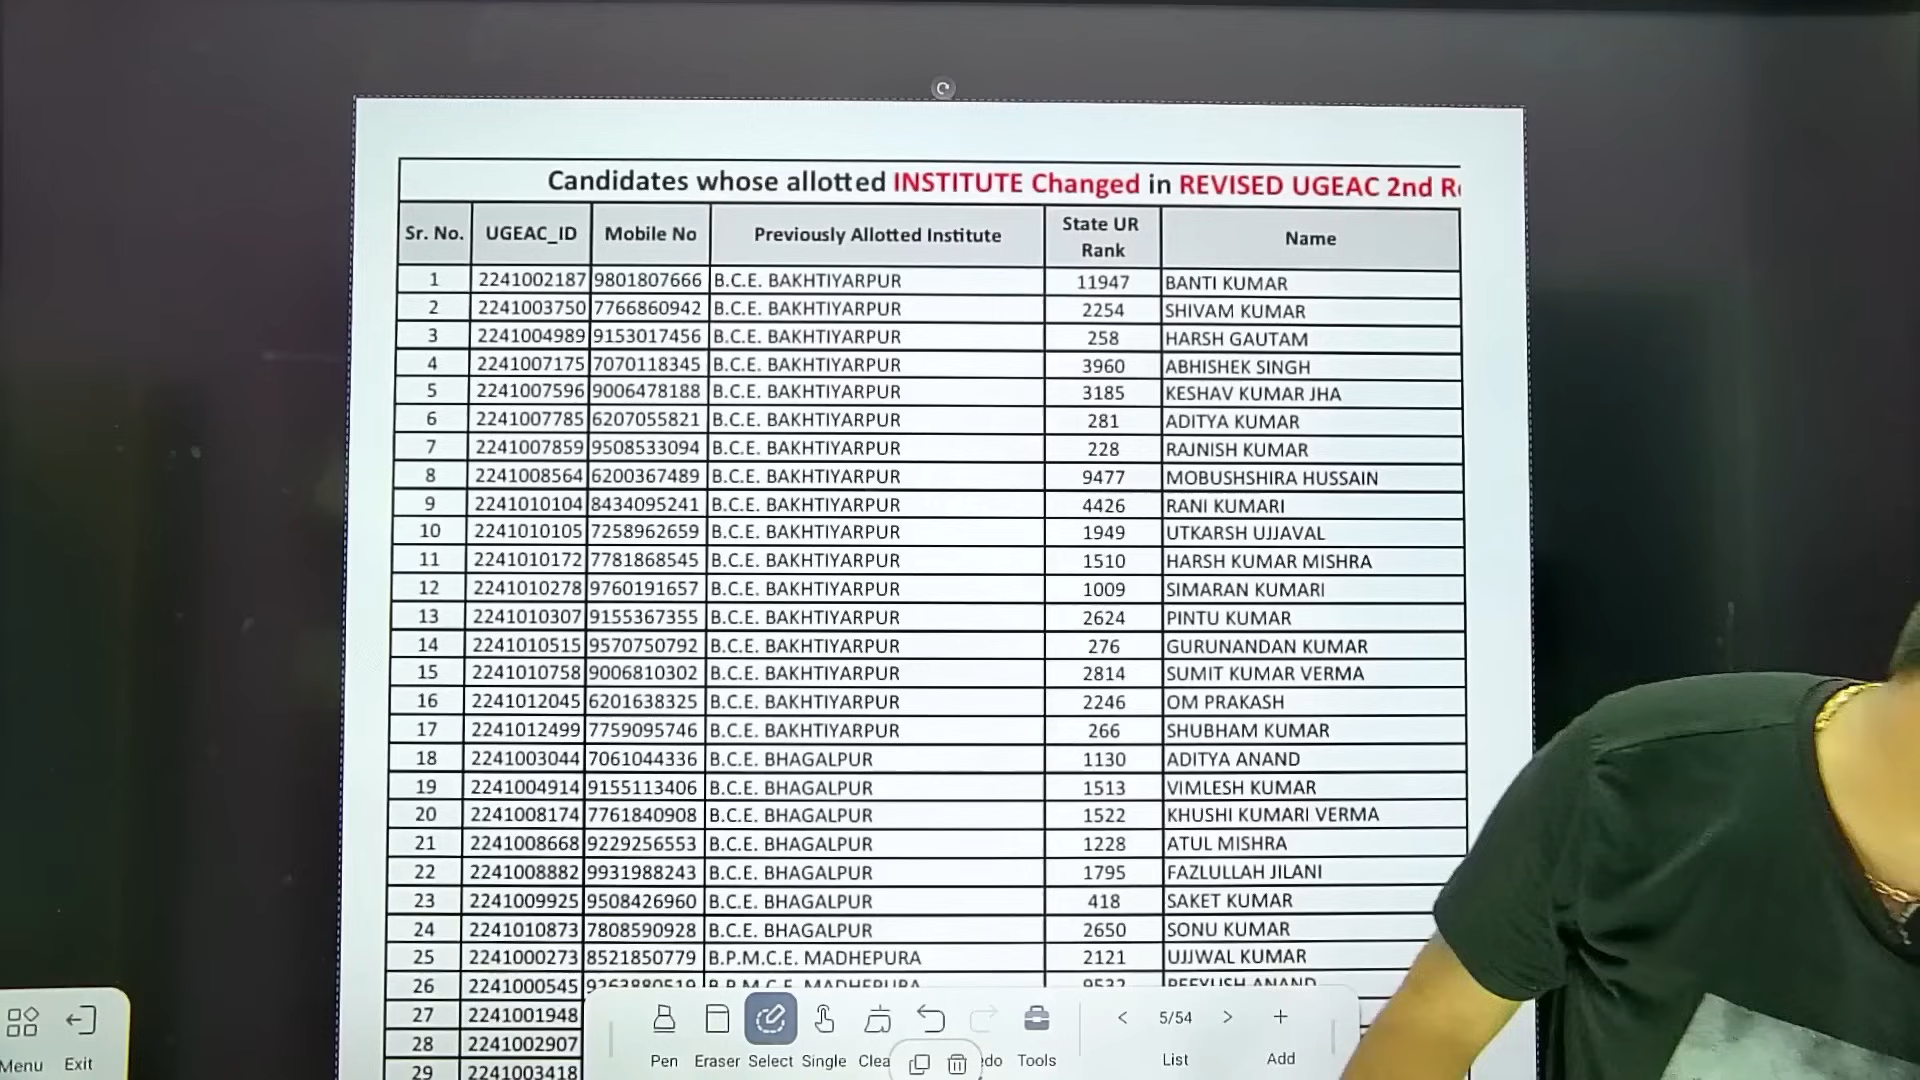 Candidates whose allotted INSTITUTE Changed in REVISED UGEAC 2nd
Sr. No. UGEAC_ID Mobile No Previously Allotted Institute State UR Rank Name
1 2241002187 9801807666 B.C.E. BAKHTIYARPUR 11947 BANTI KUMAR
2 2241003750 7766860942 B.C.E. BAKHTIYARPUR 2254 SHIVAM KUMAR
3 2241004989 9153017456 B.C.E. BAKHTIYARPUR 258 HARSH GAUTAM
4 2241007175 7070118345 B.C.E. BAKHTIYARPUR 3960 ABHISHEK SINGH
5 2241007596 9006478188 B.C.E. BAKHTIYARPUR 3185 KESHAV KUMAR JHA
6 2241007785 6207055821 B.C.E. BAKHTIYARPUR 281 ADITYA KUMAR
7 2241007859 9508533094 B.C.E. BAKHTIYARPUR 228 RAJNISH KUMAR
8 2241008564 6200367489 B.C.E. BAKHTIYARPUR 9477 MOBUSHSHIRA HUSSAIN
9 2241010104 8434095241 B.C.E. BAKHTIYARPUR 4426 RANI KUMARI
10 2241010105 7258962659 B.C.E. BAKHTIYARPUR 1949 UTKARSH UJJAVAL
11 2241010172 7781868545 B.C.E. BAKHTIYARPUR 1510 HARSH KUMAR MISHRA
12 2241010278 9760191657 B.C.E. BAKHTIYARPUR 1009 SIMARAN KUMARI
13 2241010307 9155367355 B.C.E. BAKHTIYARPUR 2624 PINTU KUMAR
14 2241010515 9570750792 B.C.E. BAKHTIYARPUR 276 GURUNANDAN KUMAR
15 2241010758 9006810302 B.C.E. BAKHTIYARPUR 2814 SUMIT KUMAR VERMA
16 2241012045 6201638325 B.C.E. BAKHTIYARPUR 2246 OM PRAKASH
17 2241012499 7759095746 B.C.E. BAKHTIYARPUR 266 SHUBHAM KUMAR
18 2241003044 7061044336 B.C.E. BHAGALPUR 1130 ADITYA ANAND
19 2241004914 9155113406 B.C.E. BHAGALPUR 1513 VIMLESH KUMAR
20 2241008174 7761840908 B.C.E. BHAGALPUR 1522 KHUSHI KUMARI VERMA
21 2241008668 9229256553 B.C.E. BHAGALPUR 1228 ATUL MISHRA
22 2241008882 9931988243 B.C.E. BHAGALPUR 1795 FAZLULLAH JILANI
23 2241009925 9508426960 B.C.E. BHAGALPUR 418 SAKET KUMAR
24 2241010873 7808590928 B.C.E. BHAGALPUR 2650 SONU KUMAR
25 2241000273 8521850779 B.P.M.C.E. MADHEPURA 2121 UJJWAL KUMAR
26 2241000545 B.P.M.C.E. MADHEPURA ANAND
27 2241001948
28 2241002907
29 2241003418
5/54
Menu Exit Pen Eraser Select Single Clea do Tools List Add